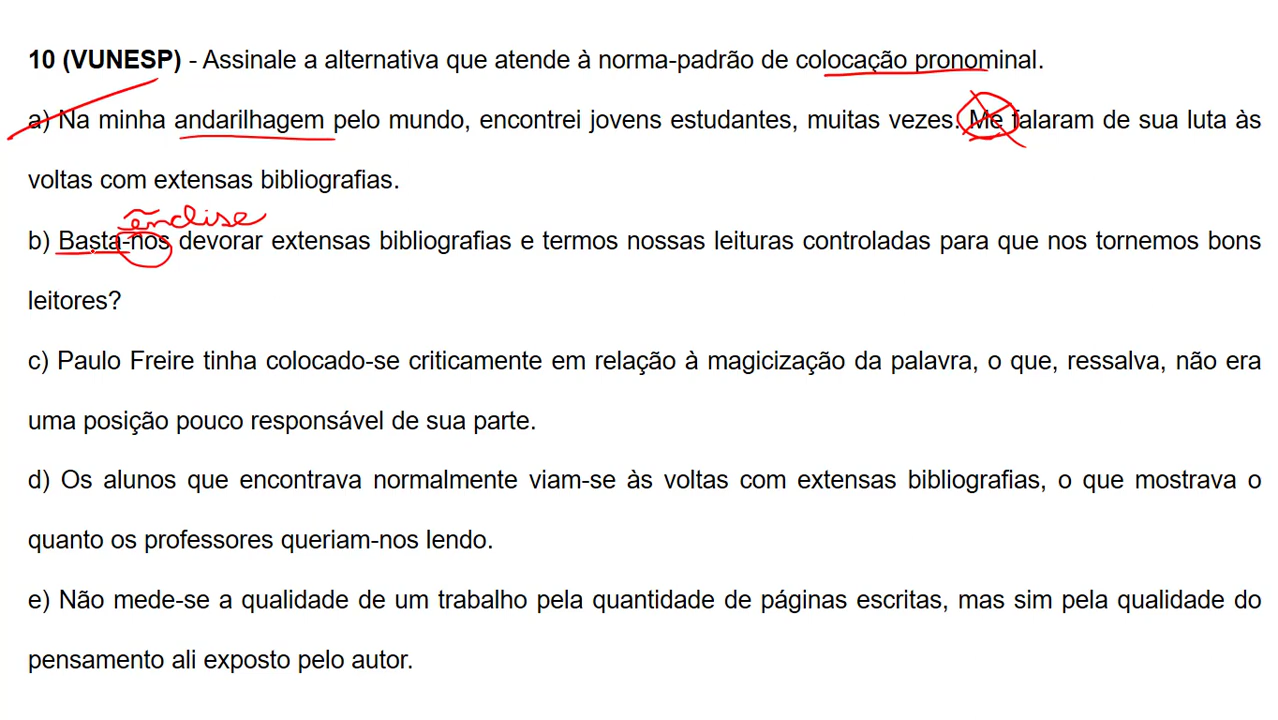 10 (VUNESP) - Assinale a alternativa que atende à norma-padrão de colocação pronominal.
a) Na minha andarilhagem pelo mundo, encontrei jovens estudantes, muitas vezes. Me falaram de sua luta às
voltas com extensas bibliografias.
ênclise
b) Basta-nos devorar extensas bibliografias e termos nossas leituras controladas para que nos tornemos bons
leitores?
c) Paulo Freire tinha colocado-se criticamente em relação à magicização da palavra, o que, ressalva, não era
uma posição pouco responsável de sua parte.
d) Os alunos que encontrava normalmente viam-se às voltas com extensas bibliografias, o que mostrava o
quanto os professores queriam-nos lendo.
e) Não mede-se a qualidade de um trabalho pela quantidade de páginas escritas, mas sim pela qualidade do
pensamento ali exposto pelo autor.